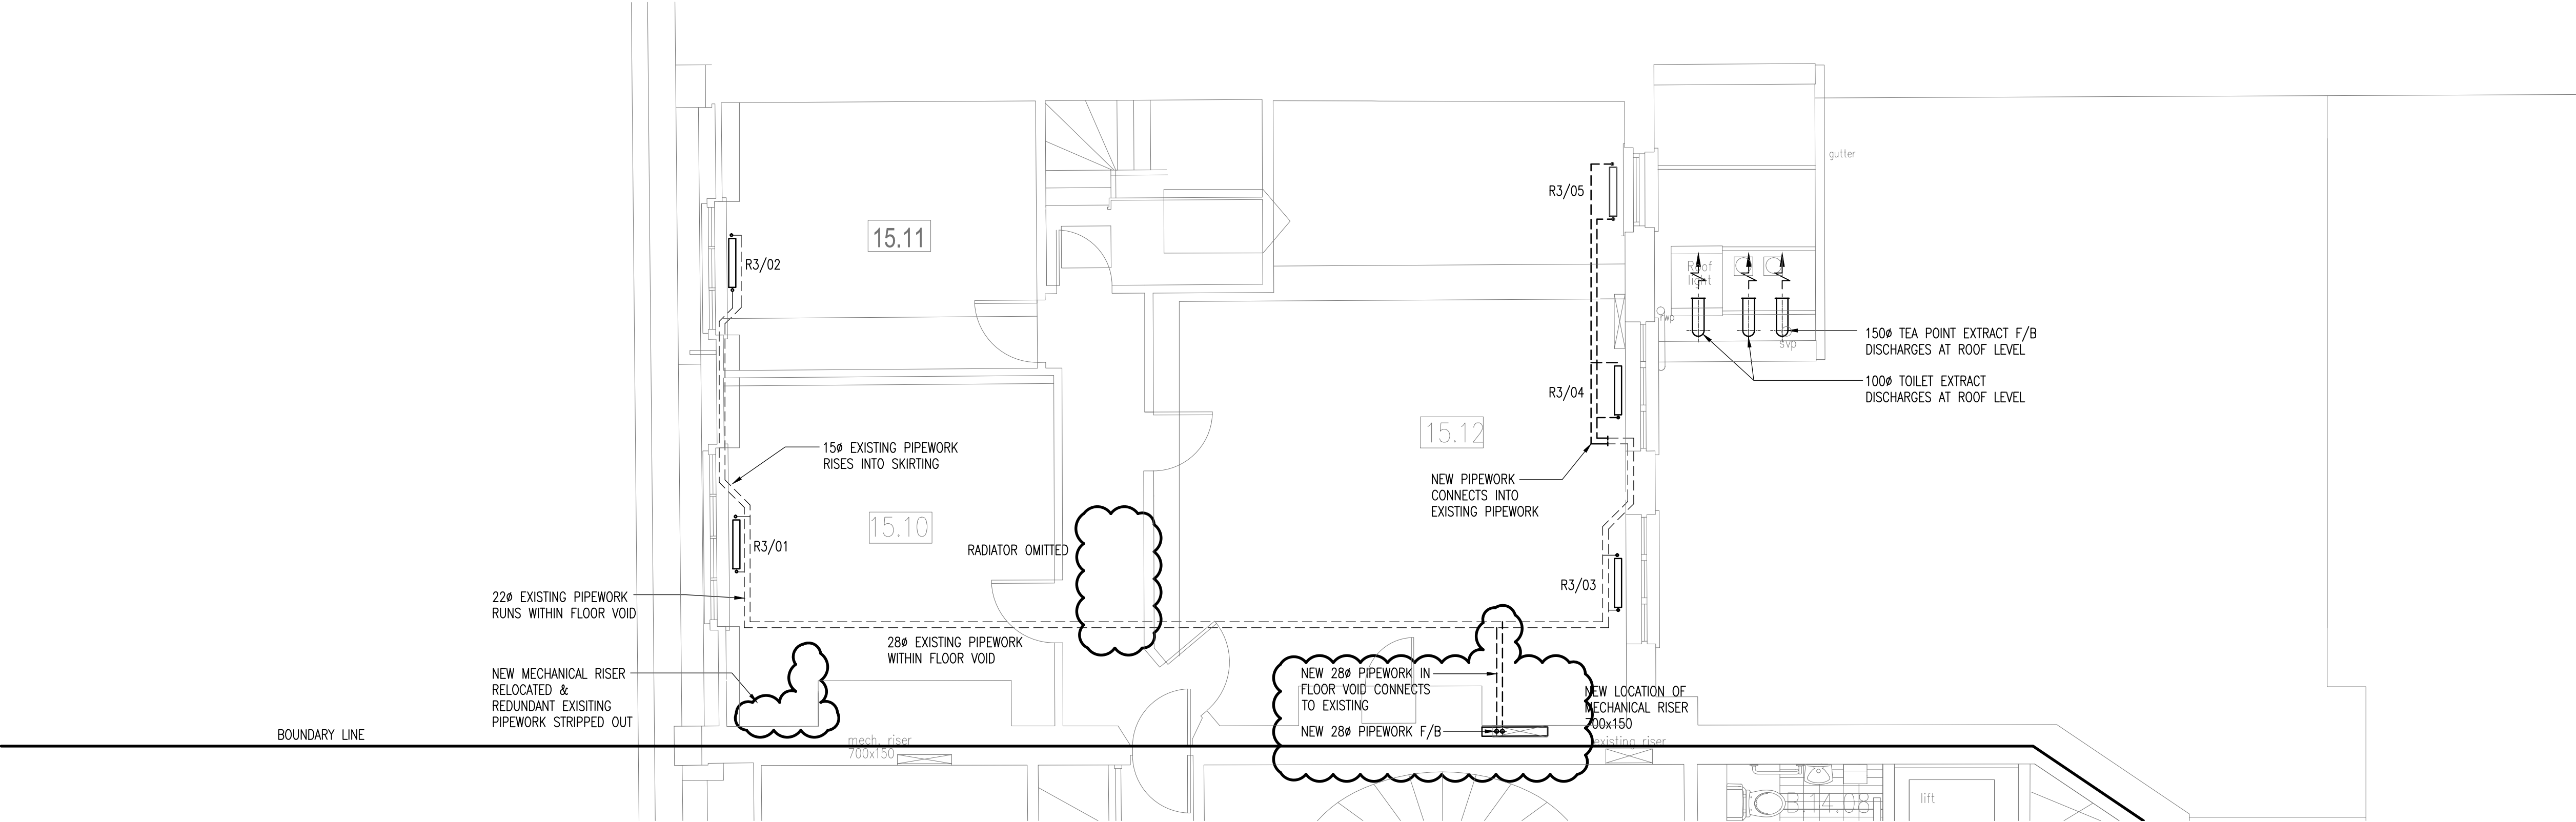 gutter
R3/05
15.11
R3/02
Roof
light
rwp
svp
150ø TEA POINT EXTRACT F/B
DISCHARGES AT ROOF LEVEL
100ø TOILET EXTRACT
DISCHARGES AT ROOF LEVEL
R3/04
15.12
15ø EXISTING PIPEWORK
RISES INTO SKIRTING
NEW PIPEWORK
CONNECTS INTO
EXISTING PIPEWORK
15.10
R3/01
RADIATOR OMITTED
R3/03
22ø EXISTING PIPEWORK
RUNS WITHIN FLOOR VOID
28ø EXISTING PIPEWORK
WITHIN FLOOR VOID
NEW MECHANICAL RISER
RELOCATED &
REDUNDANT EXISITING
PIPEWORK STRIPPED OUT
NEW 28ø PIPEWORK IN
FLOOR VOID CONNECTS
TO EXISTING
NEW 28ø PIPEWORK F/B
NEW LOCATION OF
MECHANICAL RISER
700x150
BOUNDARY LINE
mech. riser
700x150
existing riser
B.14.08
lift